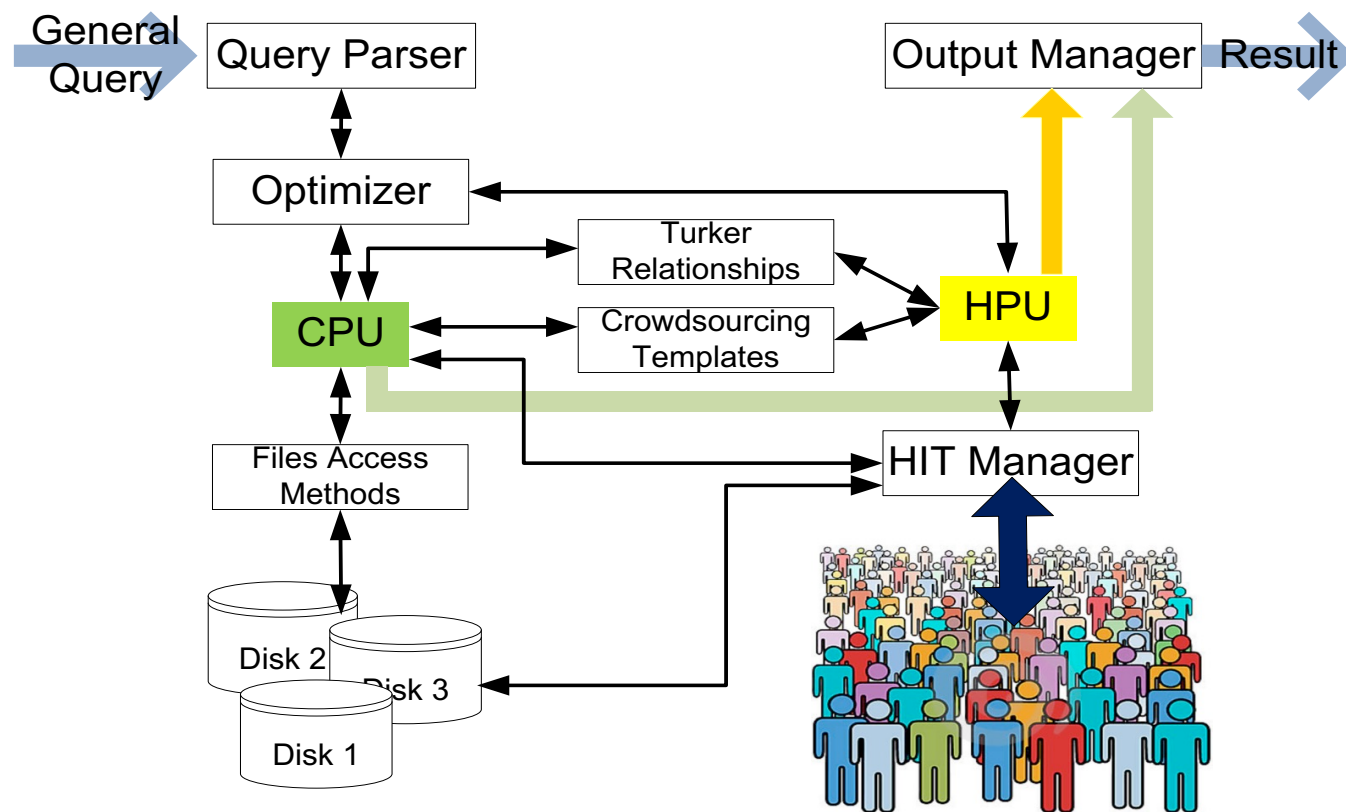 General
Query
Query Parser
Output Manager
Result
Optimizer
Turker
Relationships
CPU
HPU
Crowdsourcing
Templates
Files Access
Methods
HIT Manager
Disk 2
Disk 3
Disk 1